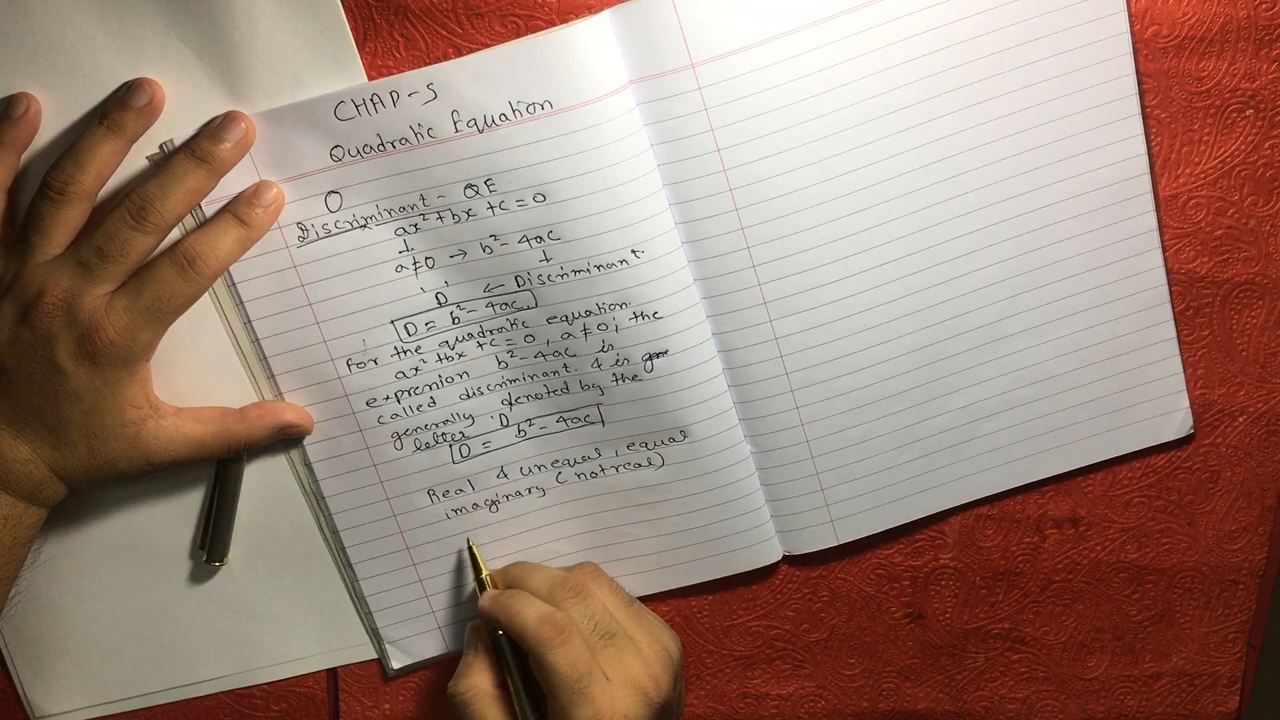 CHAP-5
Quadratic Equation
Discriminant - QE
ax² + bx + c = 0
a ≠ 0 → b² - 4ac
'D' ← Discriminant.
D = b² - 4ac.
For the quadratic equation.
ax² + bx + c = 0, a ≠ 0; the
expression b² - 4ac is
called discriminant. & is
generally denoted by the
letter 'D
D = b² - 4ac
Real & unequal, equal
imaginary (not real)